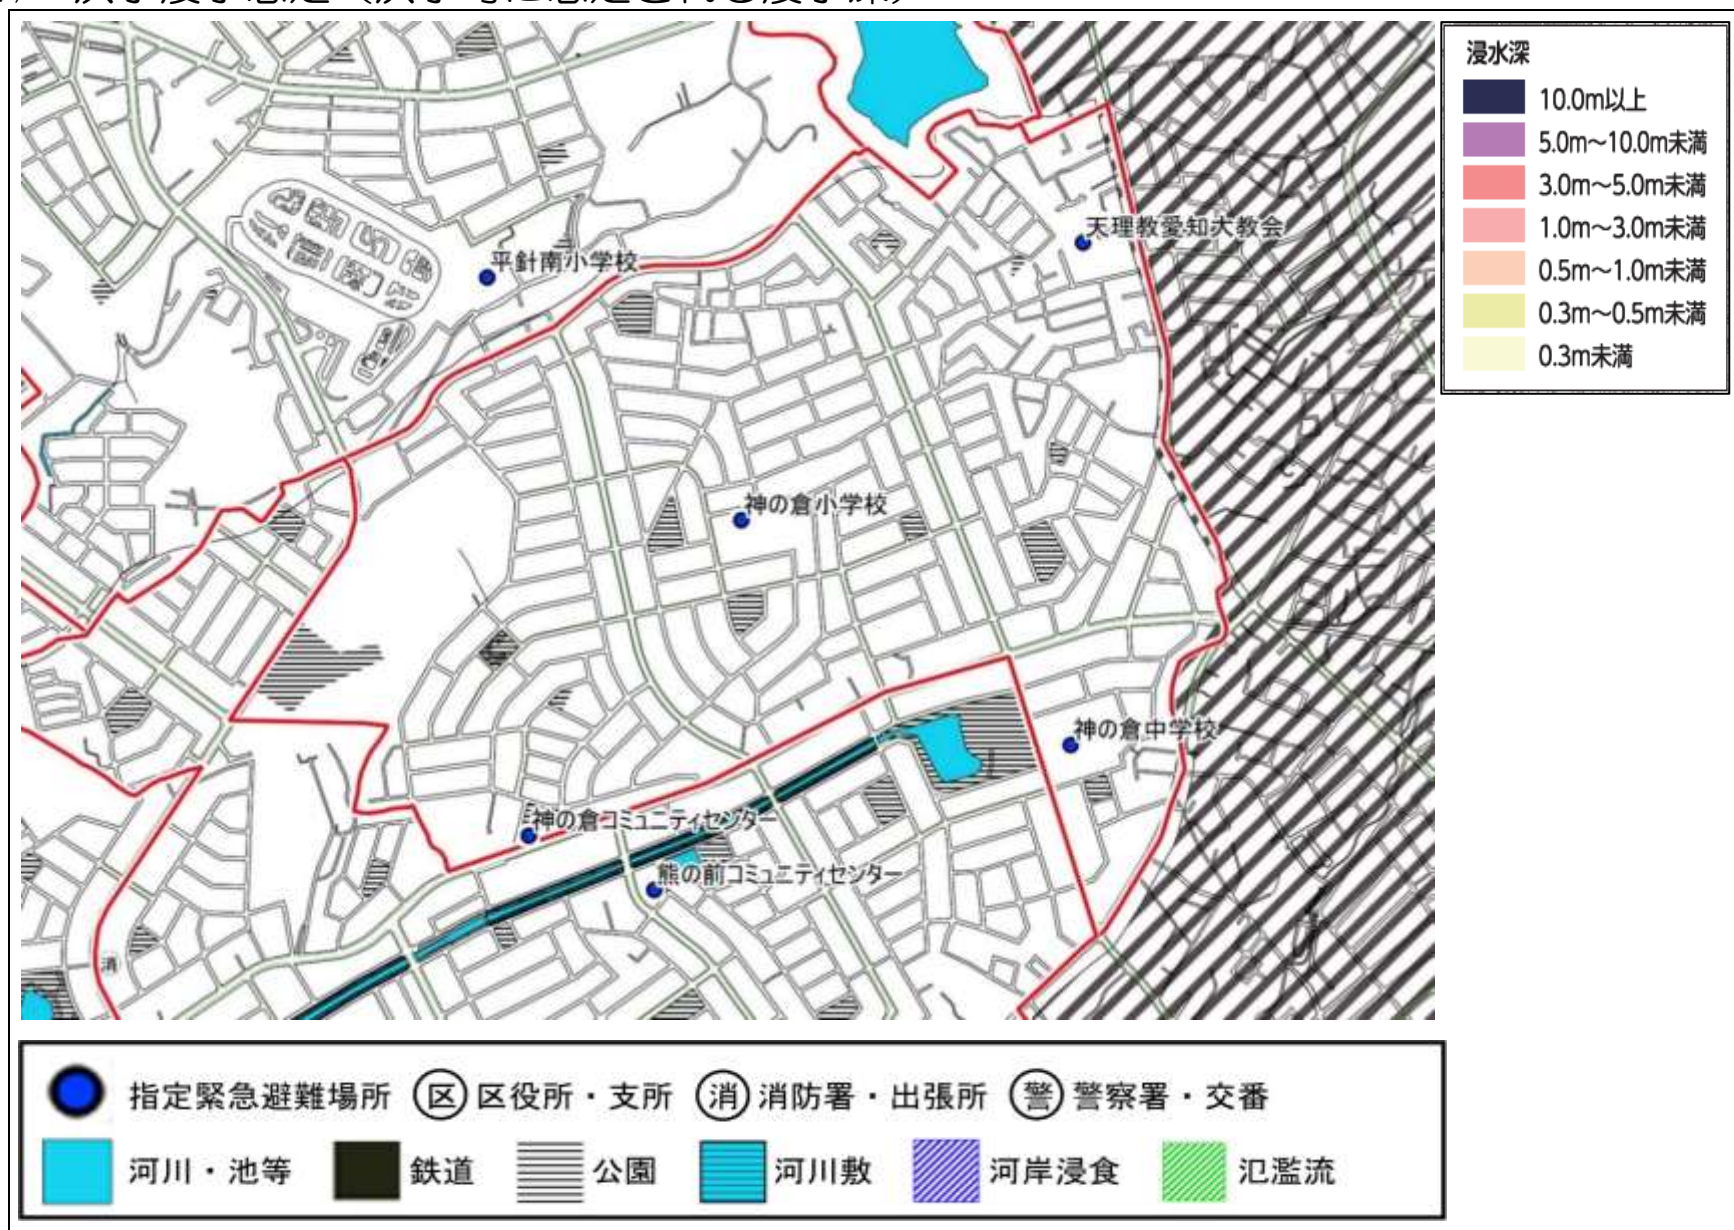 浸水深
10.0m以上
5.0m～10.0m未満
3.0m～5.0m未満
1.0m～3.0m未満
0.5m～1.0m未満
0.3m～0.5m未満
0.3m未満
天理教愛知大教会
平針南小学校
神の倉小学校
神の倉中学校
神の倉コミュニティセンター
熊の前コミュニティセンター
消
指定緊急避難場所 区 区役所・支所 消 消防署・出張所 警 警察署・交番
河川・池等 鉄道 公園 河川敷 河岸浸食 氾濫流